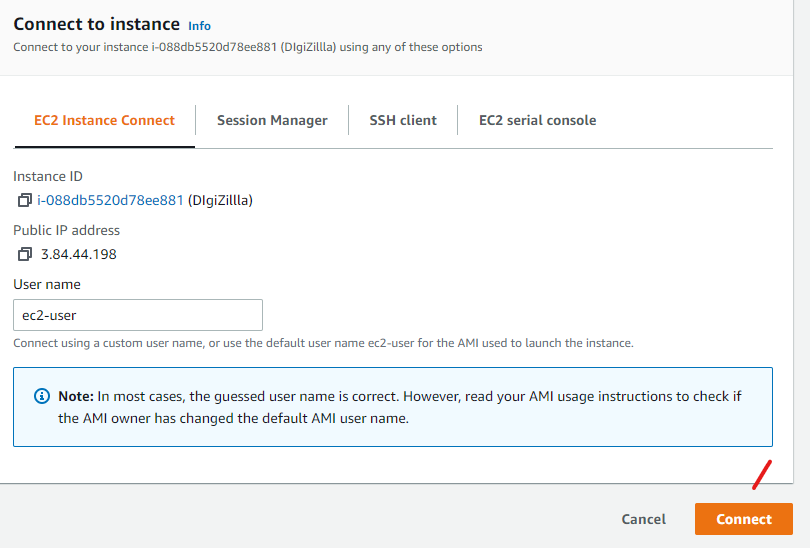 Connect to instance Info
Connect to your instance i-088db5520d78ee881 (DIgiZillla) using any of these options
EC2 Instance Connect
Session Manager
SSH client
EC2 serial console
Instance ID
i-088db5520d78ee881 (DIgiZillla)
Public IP address
3.84.44.198
User name
ec2-user
Connect using a custom user name, or use the default user name ec2-user for the AMI used to launch the instance.
Note: In most cases, the guessed user name is correct. However, read your AMI usage instructions to check if
the AMI owner has changed the default AMI user name.
Cancel
Connect